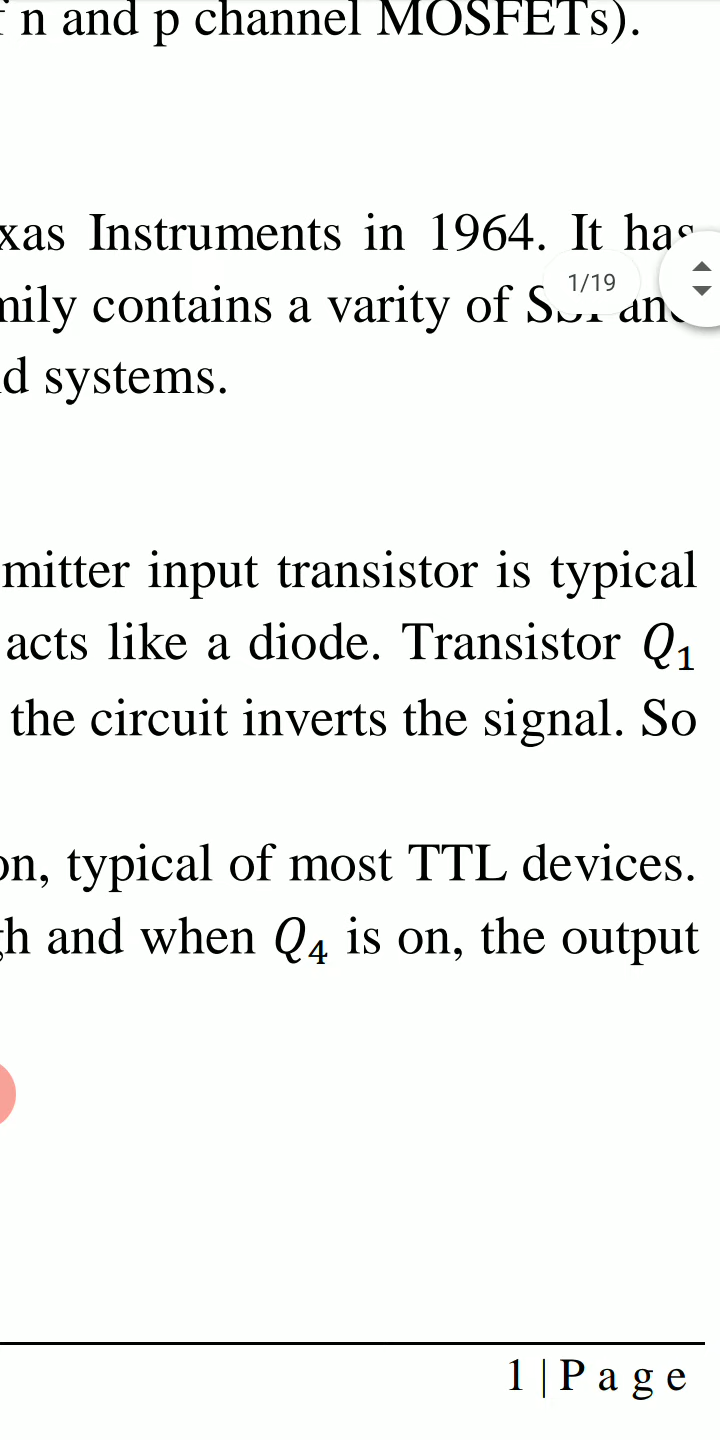 n and p channel MOSFETs).
xas Instruments in 1964. It has
1/19
mily contains a varity of
d systems.
mitter input transistor is typical
acts like a diode. Transistor Q₁
the circuit inverts the signal. So
on, typical of most TTL devices.
h and when Q₄ is on, the output
1 | P a g e